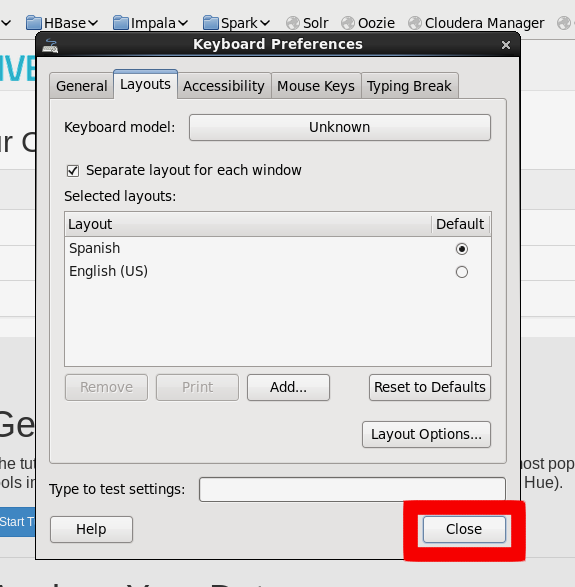 HBase Impala Spark Solr Oozie Cloudera Manager
Keyboard Preferences
IVE
General Layouts Accessibility Mouse Keys Typing Break
Keyboard model: Unknown
ur
Separate layout for each window
Selected layouts:
Layout Default
Spanish
English (US)
Remove Print Add... Reset to Defaults
Ge
Layout Options...
he tut ost pop
ols in Hue).
Type to test settings:
Start T
Help Close